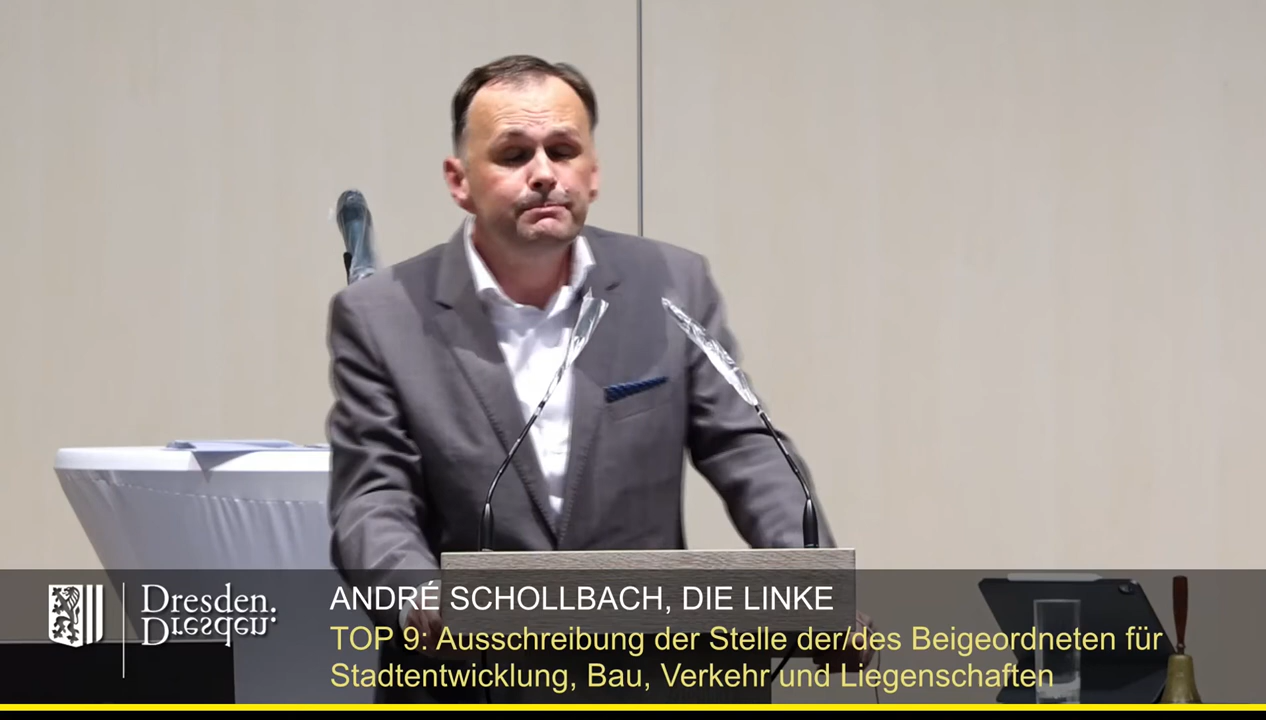 Dresden.
Dresden.
ANDRÉ SCHOLLBACH, DIE LINKE
TOP 9: Ausschreibung der Stelle der/des Beigeordneten für
Stadtentwicklung, Bau, Verkehr und Liegenschaften